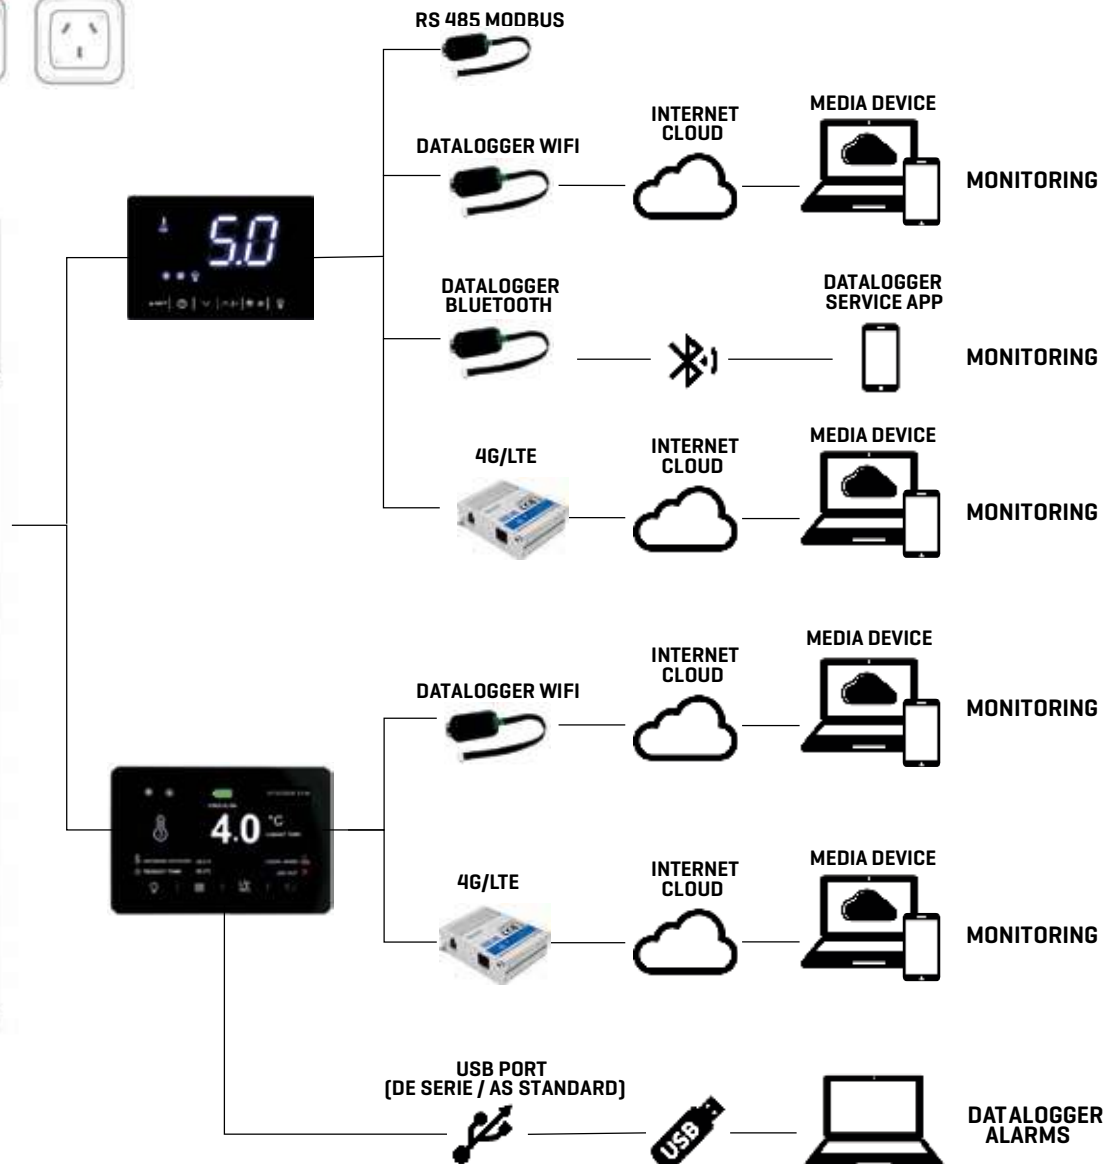 RS 485 MODBUS
DATALOGGER WIFI
INTERNET
CLOUD
MEDIA DEVICE
MONITORING
5.0
DATALOGGER
BLUETOOTH
DATALOGGER
SERVICE APP
MONITORING
4G/LTE
INTERNET
CLOUD
MEDIA DEVICE
MONITORING
DATALOGGER WIFI
INTERNET
CLOUD
MEDIA DEVICE
MONITORING
4.0 °C
PRODUCT TEMP
4G/LTE
INTERNET
CLOUD
MEDIA DEVICE
MONITORING
USB PORT
(DE SERIE / AS STANDARD)
USB
DATALOGGER
ALARMS